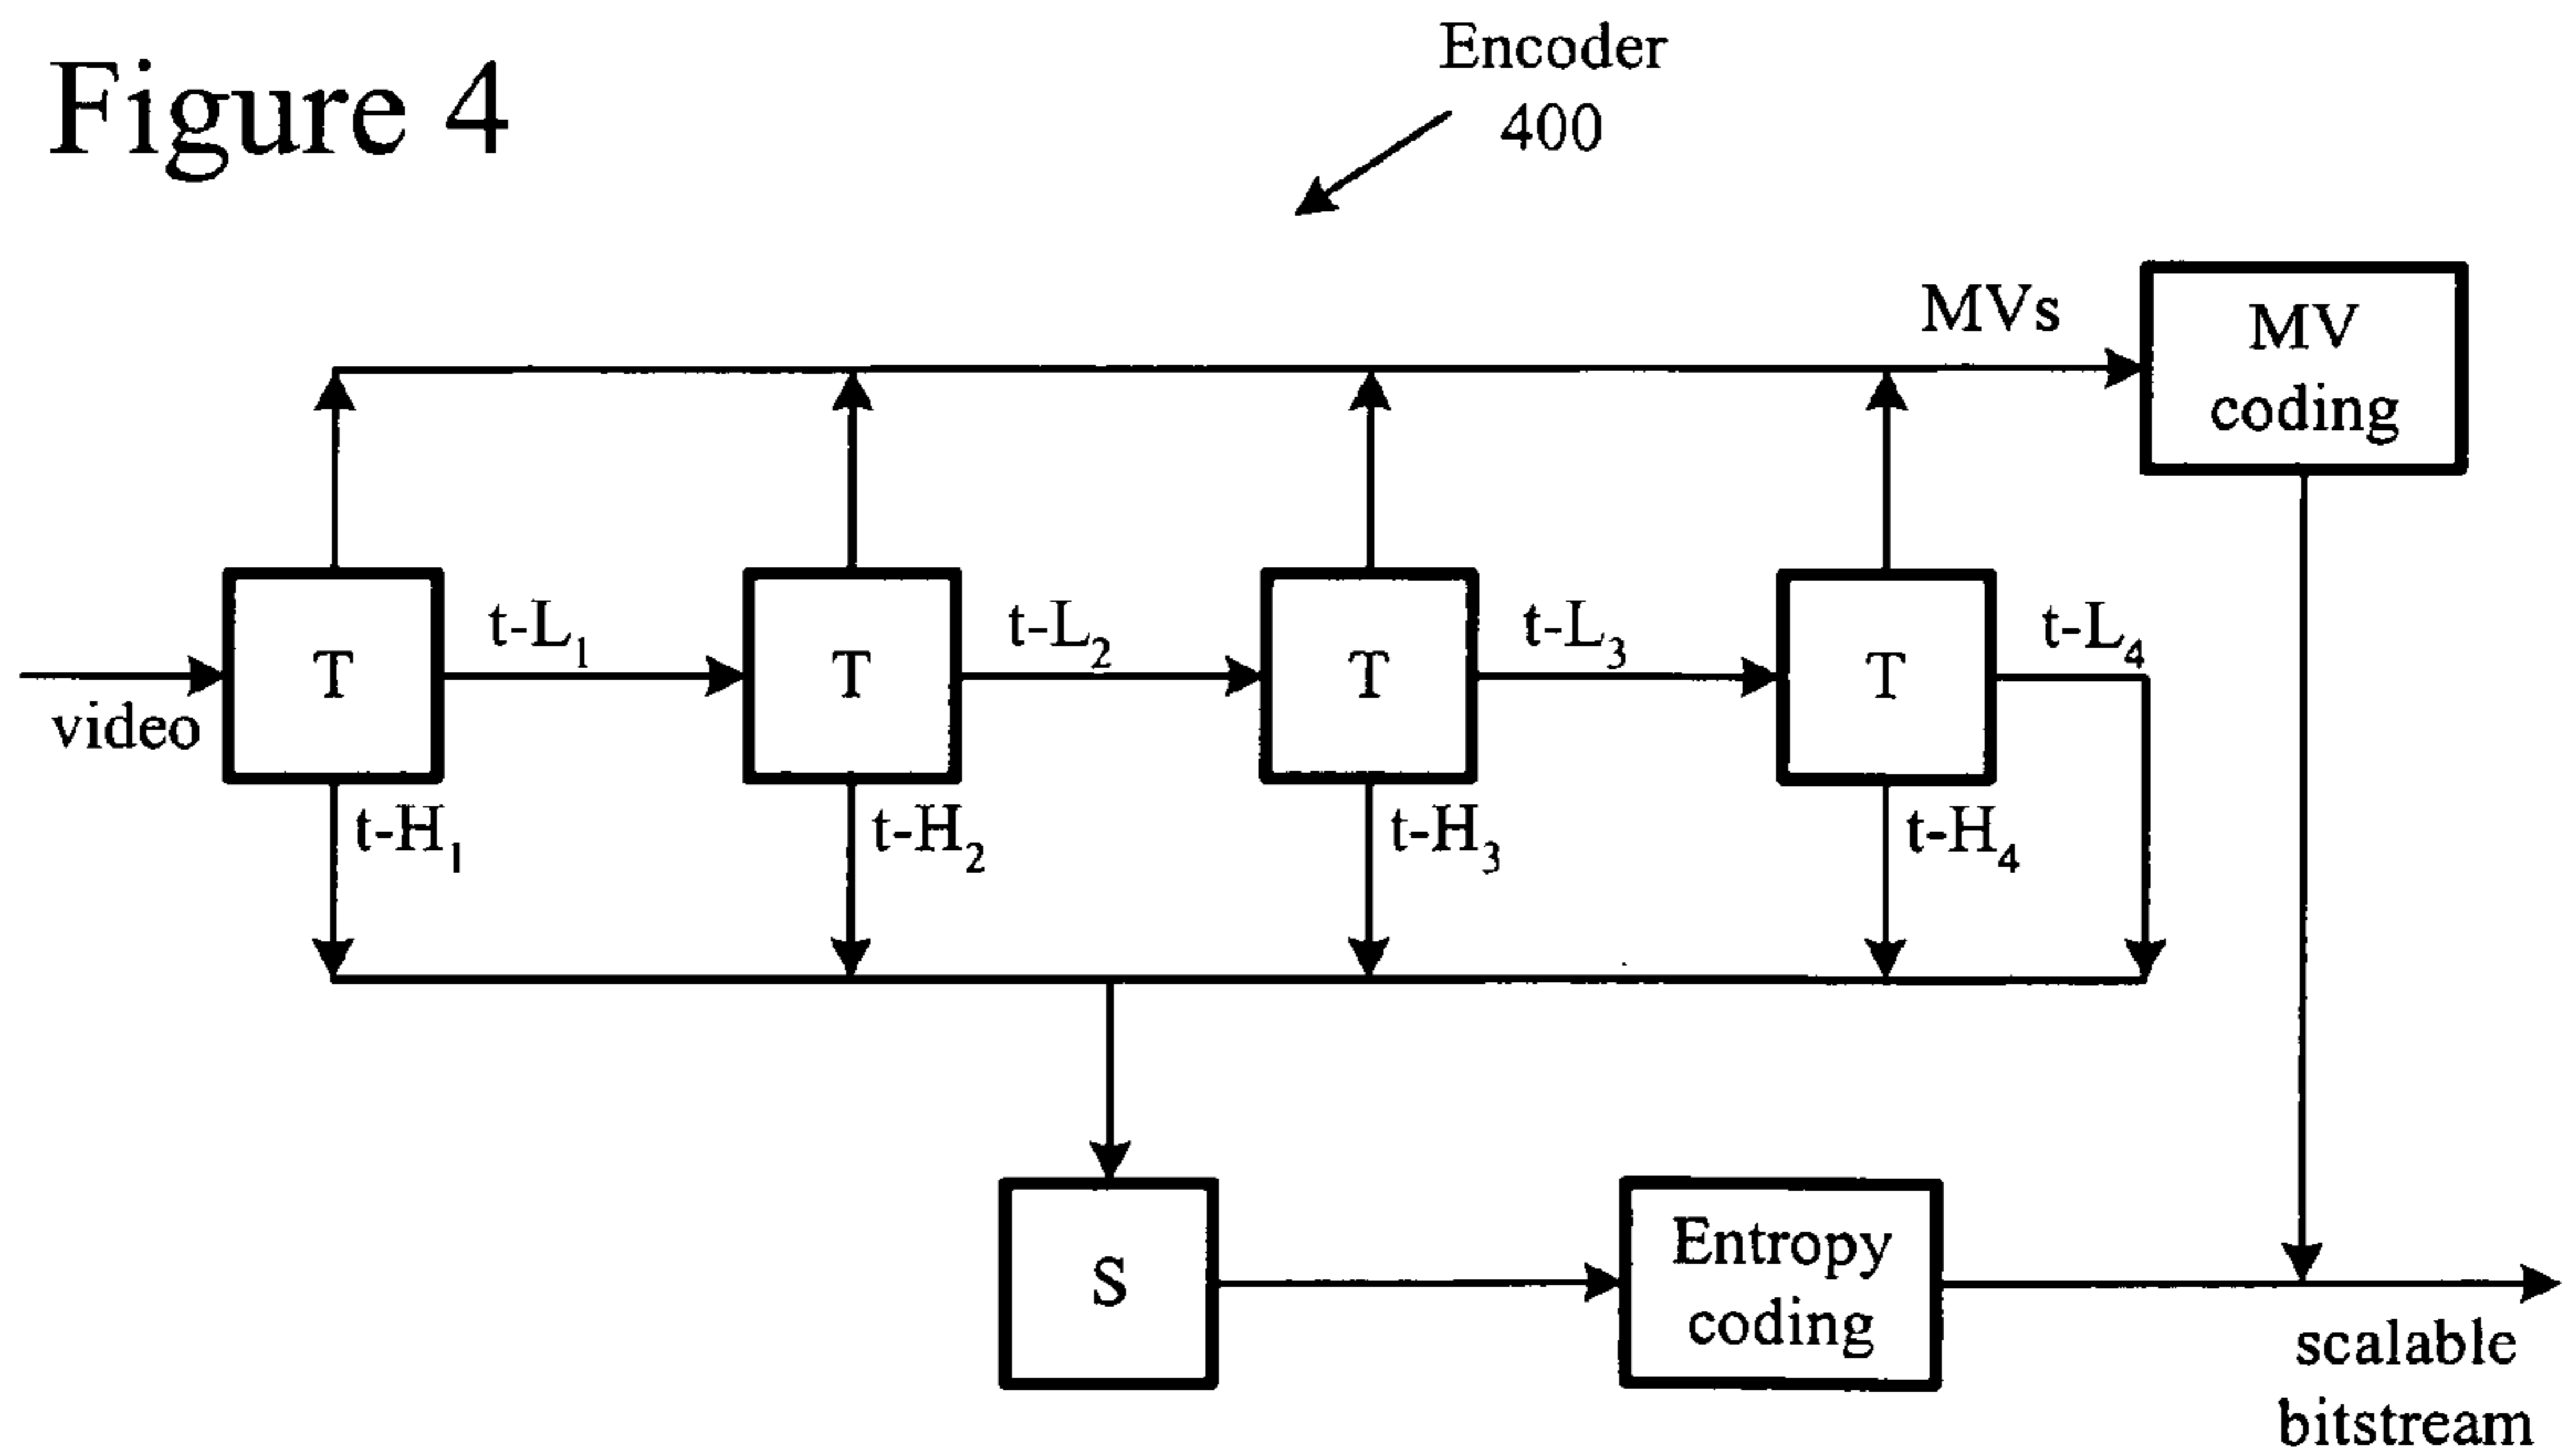 Figure 4
Encoder
400
MVs
MV
coding
video
T
t-L₁
T
t-L₂
T
t-L₃
T
t-L₄
t-H₁
t-H₂
t-H₃
t-H₄
S
Entropy
coding
scalable
bitstream